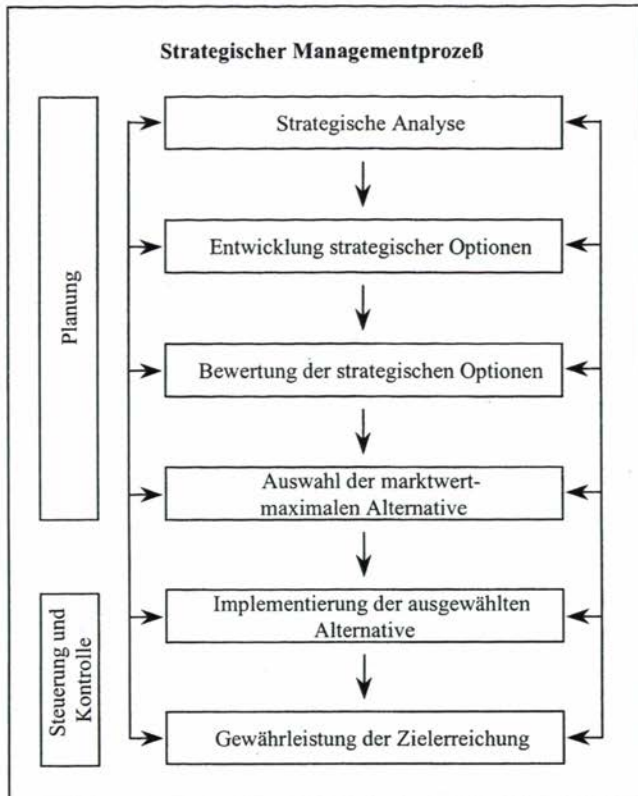 Strategischer Managementprozeß
Planung
Strategische Analyse
Entwicklung strategischer Optionen
Bewertung der strategischen Optionen
Auswahl der marktwert-
maximalen Alternative
Steuerung und
Kontrolle
Implementierung der ausgewählten
Alternative
Gewährleistung der Zielerreichung